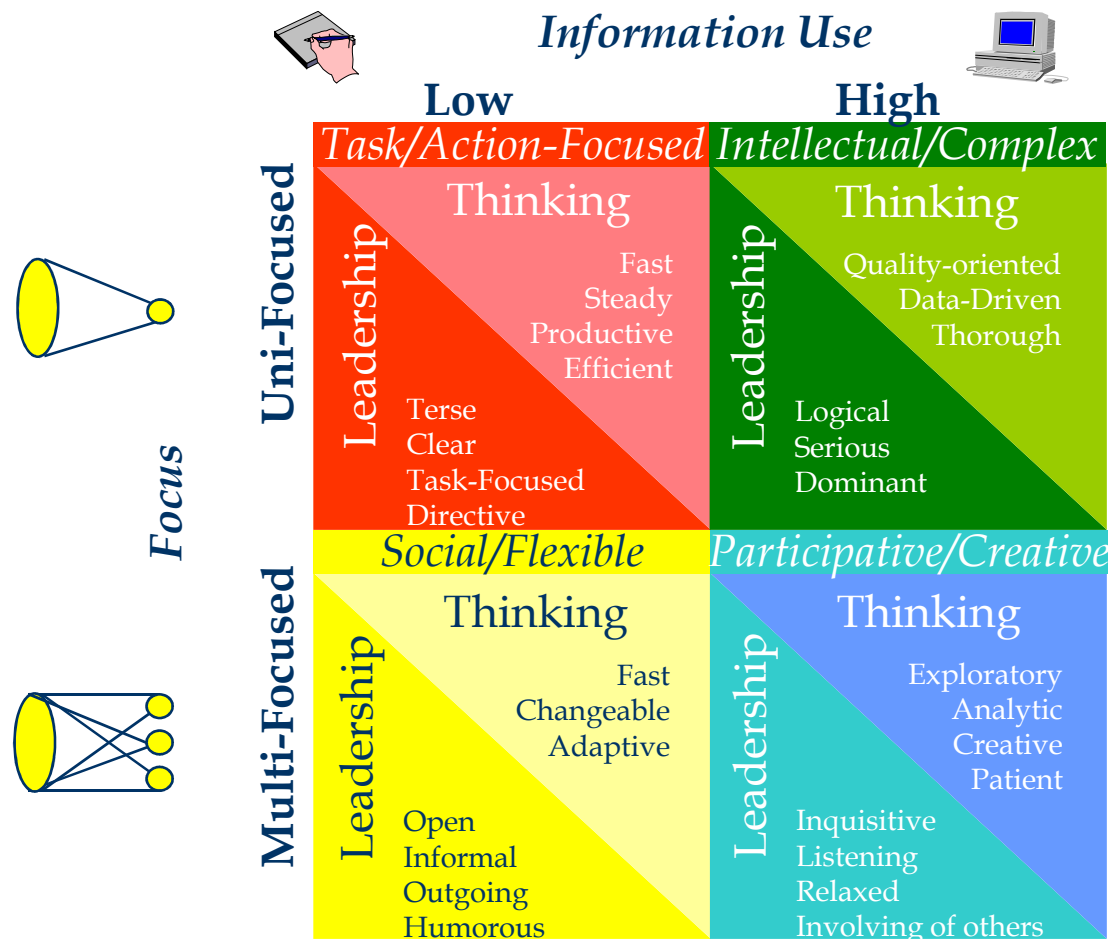 Information Use
Low
High
Task/Action-Focused
Intellectual/Complex
Uni-Focused
Leadership
Thinking
Fast
Steady
Productive
Efficient
Terse
Clear
Task-Focused
Directive
Leadership
Thinking
Quality-oriented
Data-Driven
Thorough
Logical
Serious
Dominant
Focus
Social/Flexible
Participative/Creative
Multi-Focused
Leadership
Thinking
Fast
Changeable
Adaptive
Open
Informal
Outgoing
Humorous
Leadership
Thinking
Exploratory
Analytic
Creative
Patient
Inquisitive
Listening
Relaxed
Involving of others